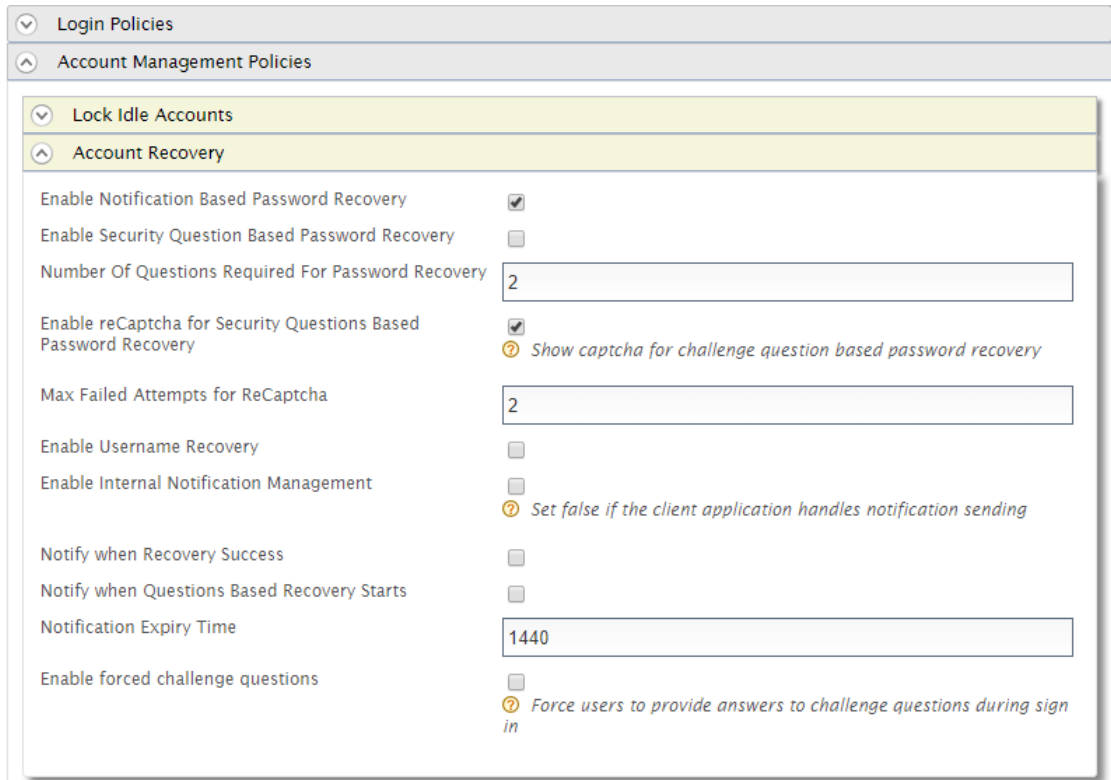 Login Policies
Account Management Policies
Lock Idle Accounts
Account Recovery
Enable Notification Based Password Recovery
Enable Security Question Based Password Recovery
Number Of Questions Required For Password Recovery
2
Enable reCaptcha for Security Questions Based
Password Recovery
Show captcha for challenge question based password recovery
Max Failed Attempts for ReCaptcha
2
Enable Username Recovery
Enable Internal Notification Management
Set false if the client application handles notification sending
Notify when Recovery Success
Notify when Questions Based Recovery Starts
Notification Expiry Time
1440
Enable forced challenge questions
Force users to provide answers to challenge questions during sign
in